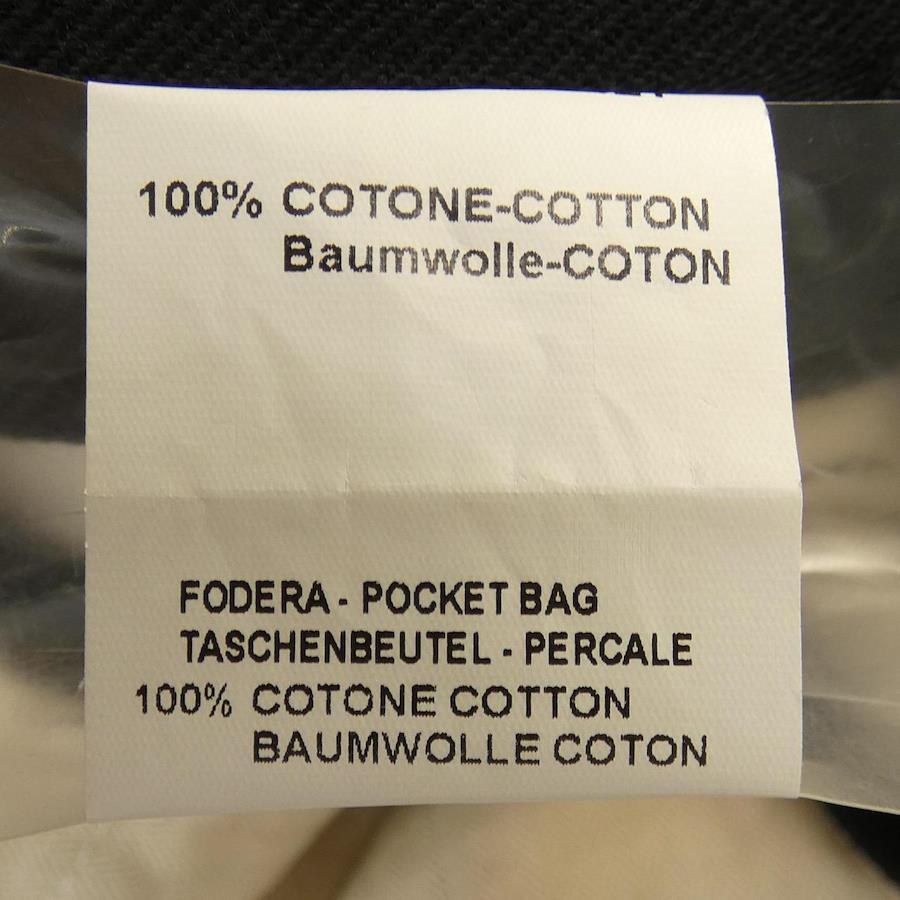 100% COTONE-COTTON
Baumwolle-COTON
FODERA - POCKET BAG
TASCHENBEUTEL - PERCALE
100% COTONE COTTON
BAUMWOLLE COTON